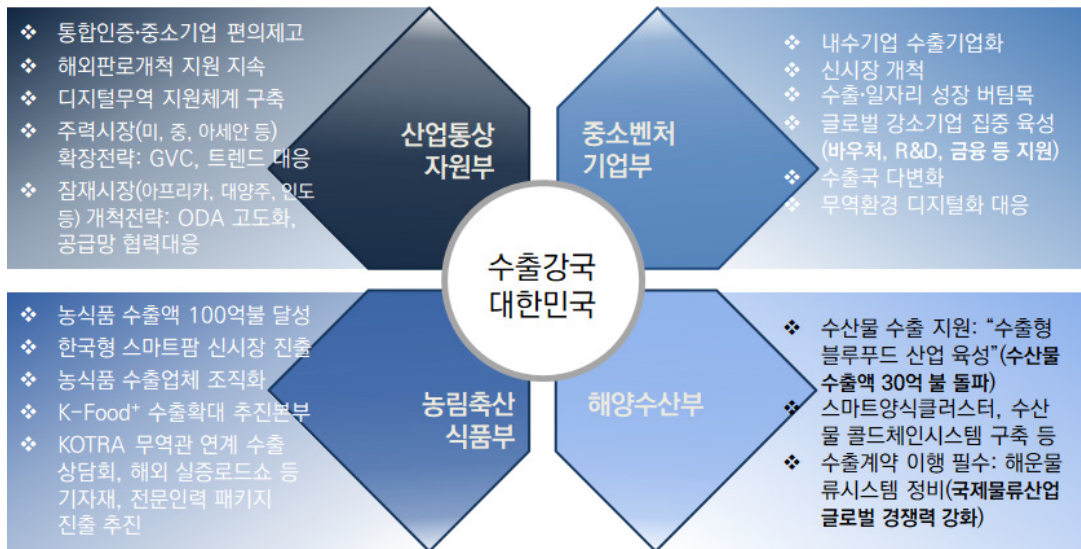 ❖ 통합인증·중소기업 편의제고
❖ 해외판로개척 지원 지속
❖ 디지털무역 지원체계 구축
❖ 주력시장(미, 중, 아세안 등)
확장전략: GVC, 트렌드 대응
❖ 잠재시장(아프리카, 대양주, 인도
등) 개척전략: ODA 고도화,
공급망 협력대응
산업통상
자원부
중소벤처
기업부
❖ 내수기업 수출기업화
❖ 신시장 개척
❖ 수출·일자리 성장 버팀목
❖ 글로벌 강소기업 집중 육성
(바우처, R&D, 금융 등 지원)
❖ 수출국 다변화
❖ 무역환경 디지털화 대응
수출강국
대한민국
❖ 농식품 수출액 100억불 달성
❖ 한국형 스마트팜 신시장 진출
❖ 농식품 수출업체 조직화
❖ K-Food⁺ 수출확대 추진본부
❖ KOTRA 무역관 연계 수출
상담회, 해외 실증로드쇼 등
기자재, 전문인력 패키지
진출 추진
농림축산
식품부
해양수산부
❖ 수산물 수출 지원: “수출형
블루푸드 산업 육성”(수산물
수출액 30억 불 돌파)
❖ 스마트양식클러스터, 수산
물 콜드체인시스템 구축 등
❖ 수출계약 이행 필수: 해운물
류시스템 정비(국제물류산업
글로벌 경쟁력 강화)